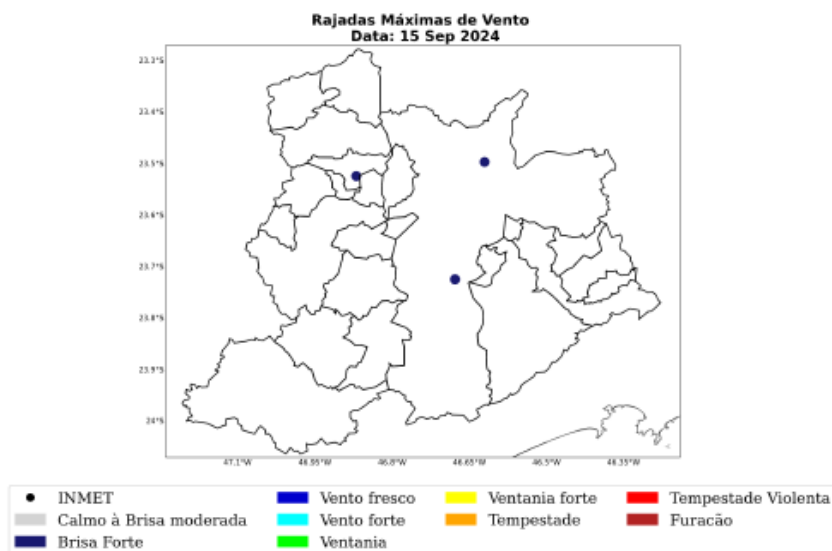 Rajadas Máximas de Vento
Data: 15 Sep 2024
23.3°S
23.4°S
23.5°S
23.6°S
23.7°S
23.8°S
23.9°S
24°S
47.1°W 46.95°W 46.8°W 46.65°W 46.5°W 46.35°W
INMET Vento fresco Ventania forte Tempestade Violenta
Calmo à Brisa moderada Vento forte Tempestade Furacão
Brisa Forte Ventania